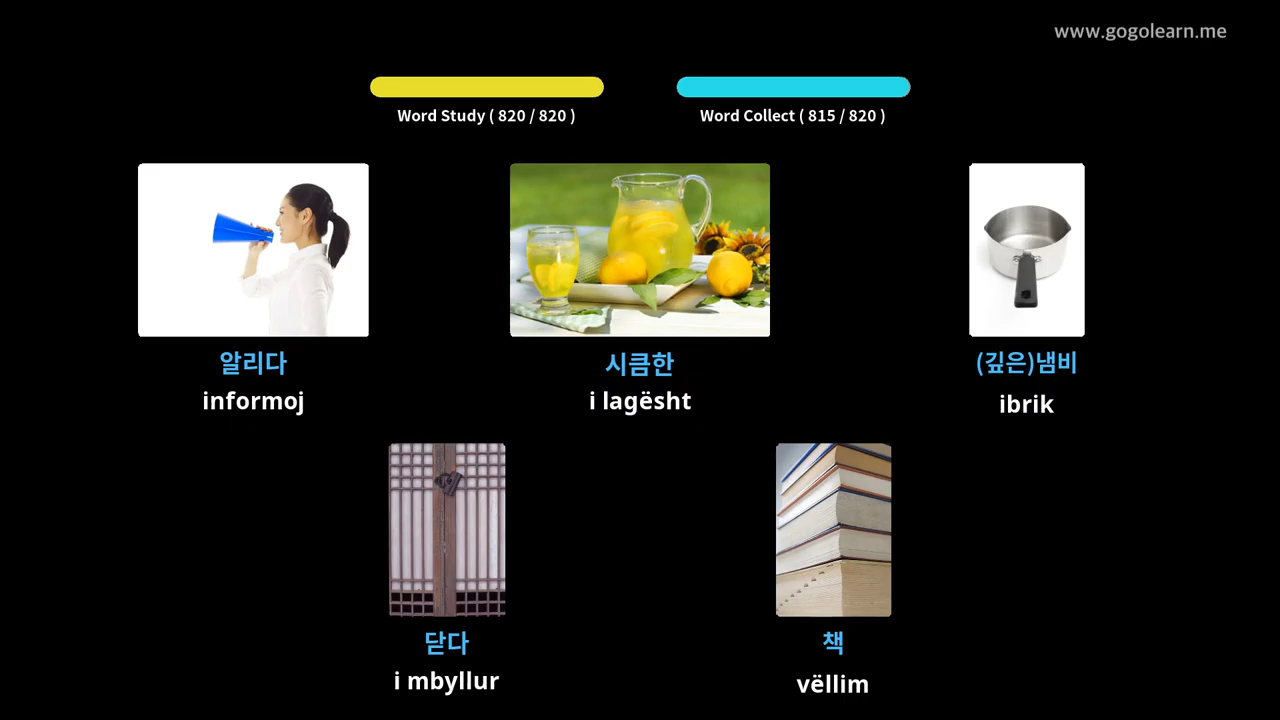 www.gogolearn.me
Word Study ( 820 / 820 )
Word Collect ( 815 / 820 )
알리다
informoj
시큼한
i lagësht
(깊은)냄비
ibrik
닫다
i mbyllur
책
vëllim